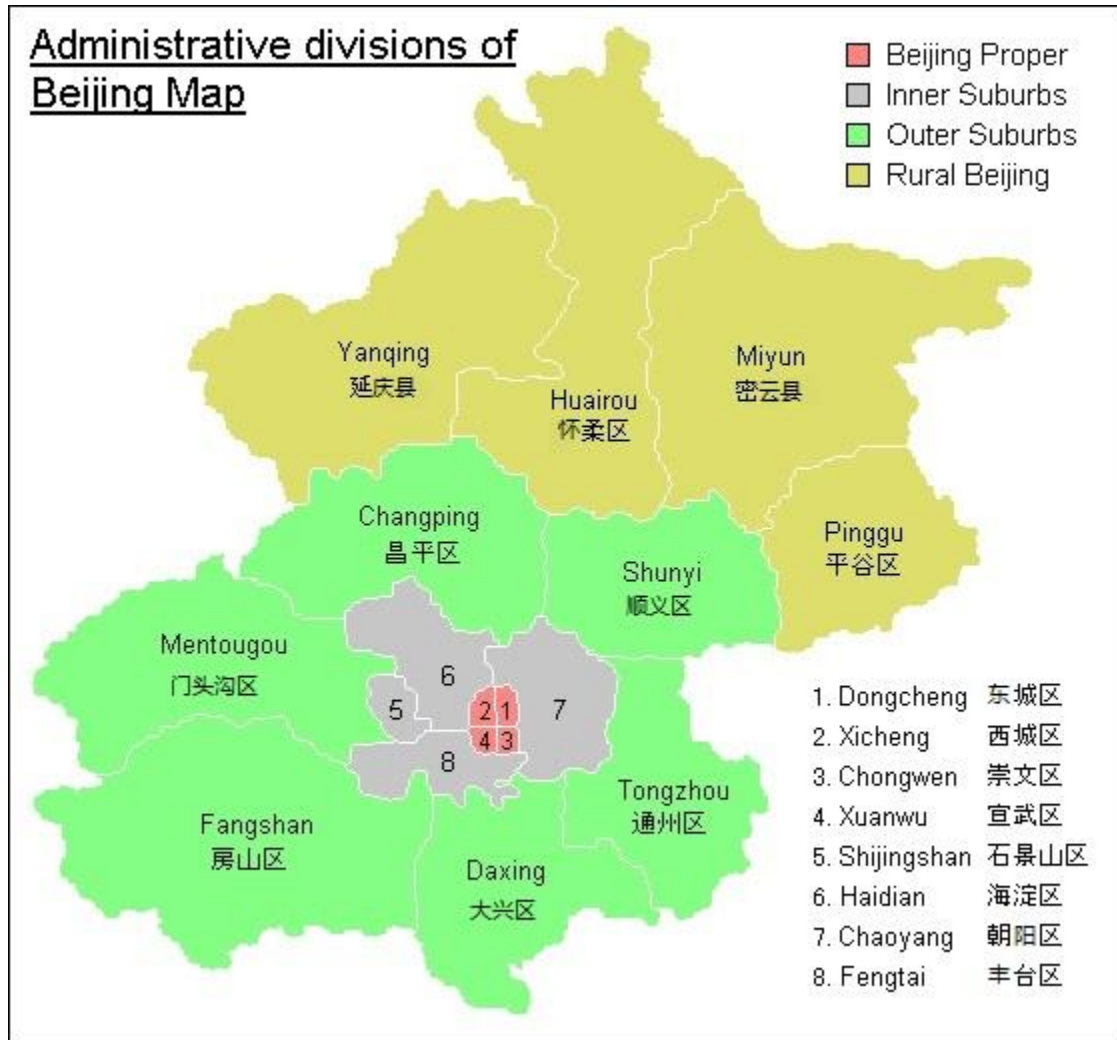 Administrative divisions of
Beijing Map
Beijing Proper
Inner Suburbs
Outer Suburbs
Rural Beijing
Yanqing
延庆县
Huairou
怀柔区
Miyun
密云县
Changping
昌平区
Shunyi
顺义区
Pinggu
平谷区
Mentougou
门头沟区
6
5
2 1
7
4 3
8
Tongzhou
通州区
Fangshan
房山区
Daxing
大兴区
1. Dongcheng 东城区
2. Xicheng 西城区
3. Chongwen 崇文区
4. Xuanwu 宣武区
5. Shijingshan 石景山区
6. Haidian 海淀区
7. Chaoyang 朝阳区
8. Fengtai 丰台区